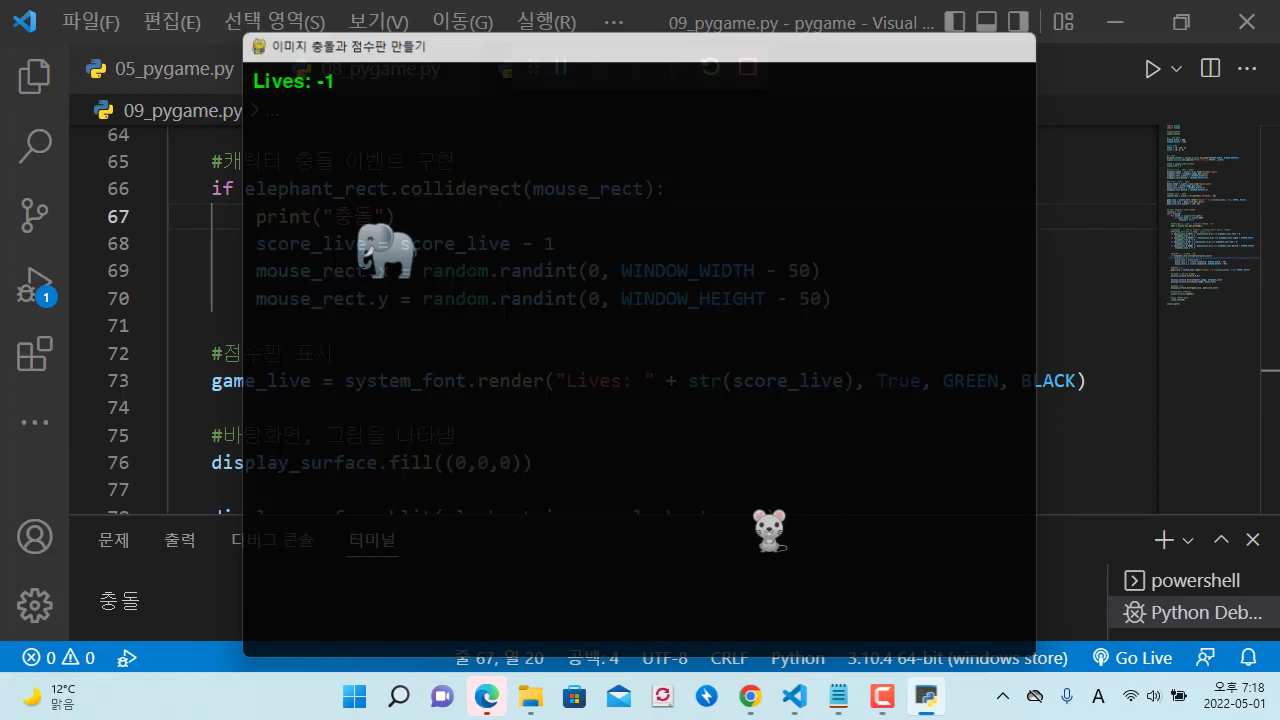 파일(F) 편집(E) 선택 영역(S) 보기(V) 이동(G) 실행(R) ··· 09_pygame.py - pygame - Visual ...
이미지 충돌과 점수판 만들기
05_pygame.py 08_pygame.py
Lives: -1
09_pygame.py > ...
64
65 #캐릭터 충돌 이벤트 구현
66 if elephant_rect.colliderect(mouse_rect):
67 print("충돌")
68 score_live = score_live - 1
69 mouse_rect.x = random.randint(0, WINDOW_WIDTH - 50)
70 mouse_rect.y = random.randint(0, WINDOW_HEIGHT - 50)
71
72 #점수판 표시
73 game_live = system_font.render("Lives: " + str(score_live), True, GREEN, BLACK)
74
75 #바탕화면, 그림을 나타냄
76 display_surface.fill((0,0,0))
77
1
문제 출력 디버그 콘솔 터미널
powershell
충돌
Python Deb...
0 0 줄 67, 열 20 공백: 4 UTF-8 CRLF Python 3.10.4 64-bit (windows store) Go Live
12°C
맑음
A
오후 7:18
2022-05-01